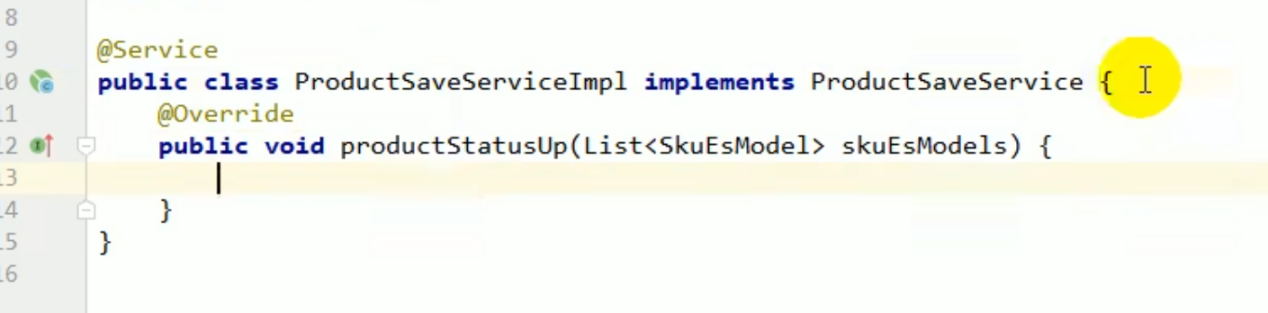 8
9 @Service
10 public class ProductSaveServiceImpl implements ProductSaveService {
11 @Override
12 public void productStatusUp(List<SkuEsModel> skuEsModels) {
13
14 }
15 }
16